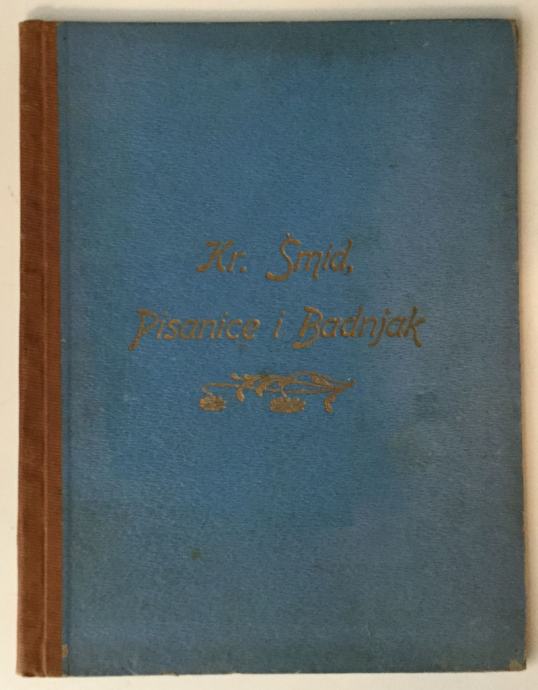 Kr. Šmid,
Pisanice i Badnjak